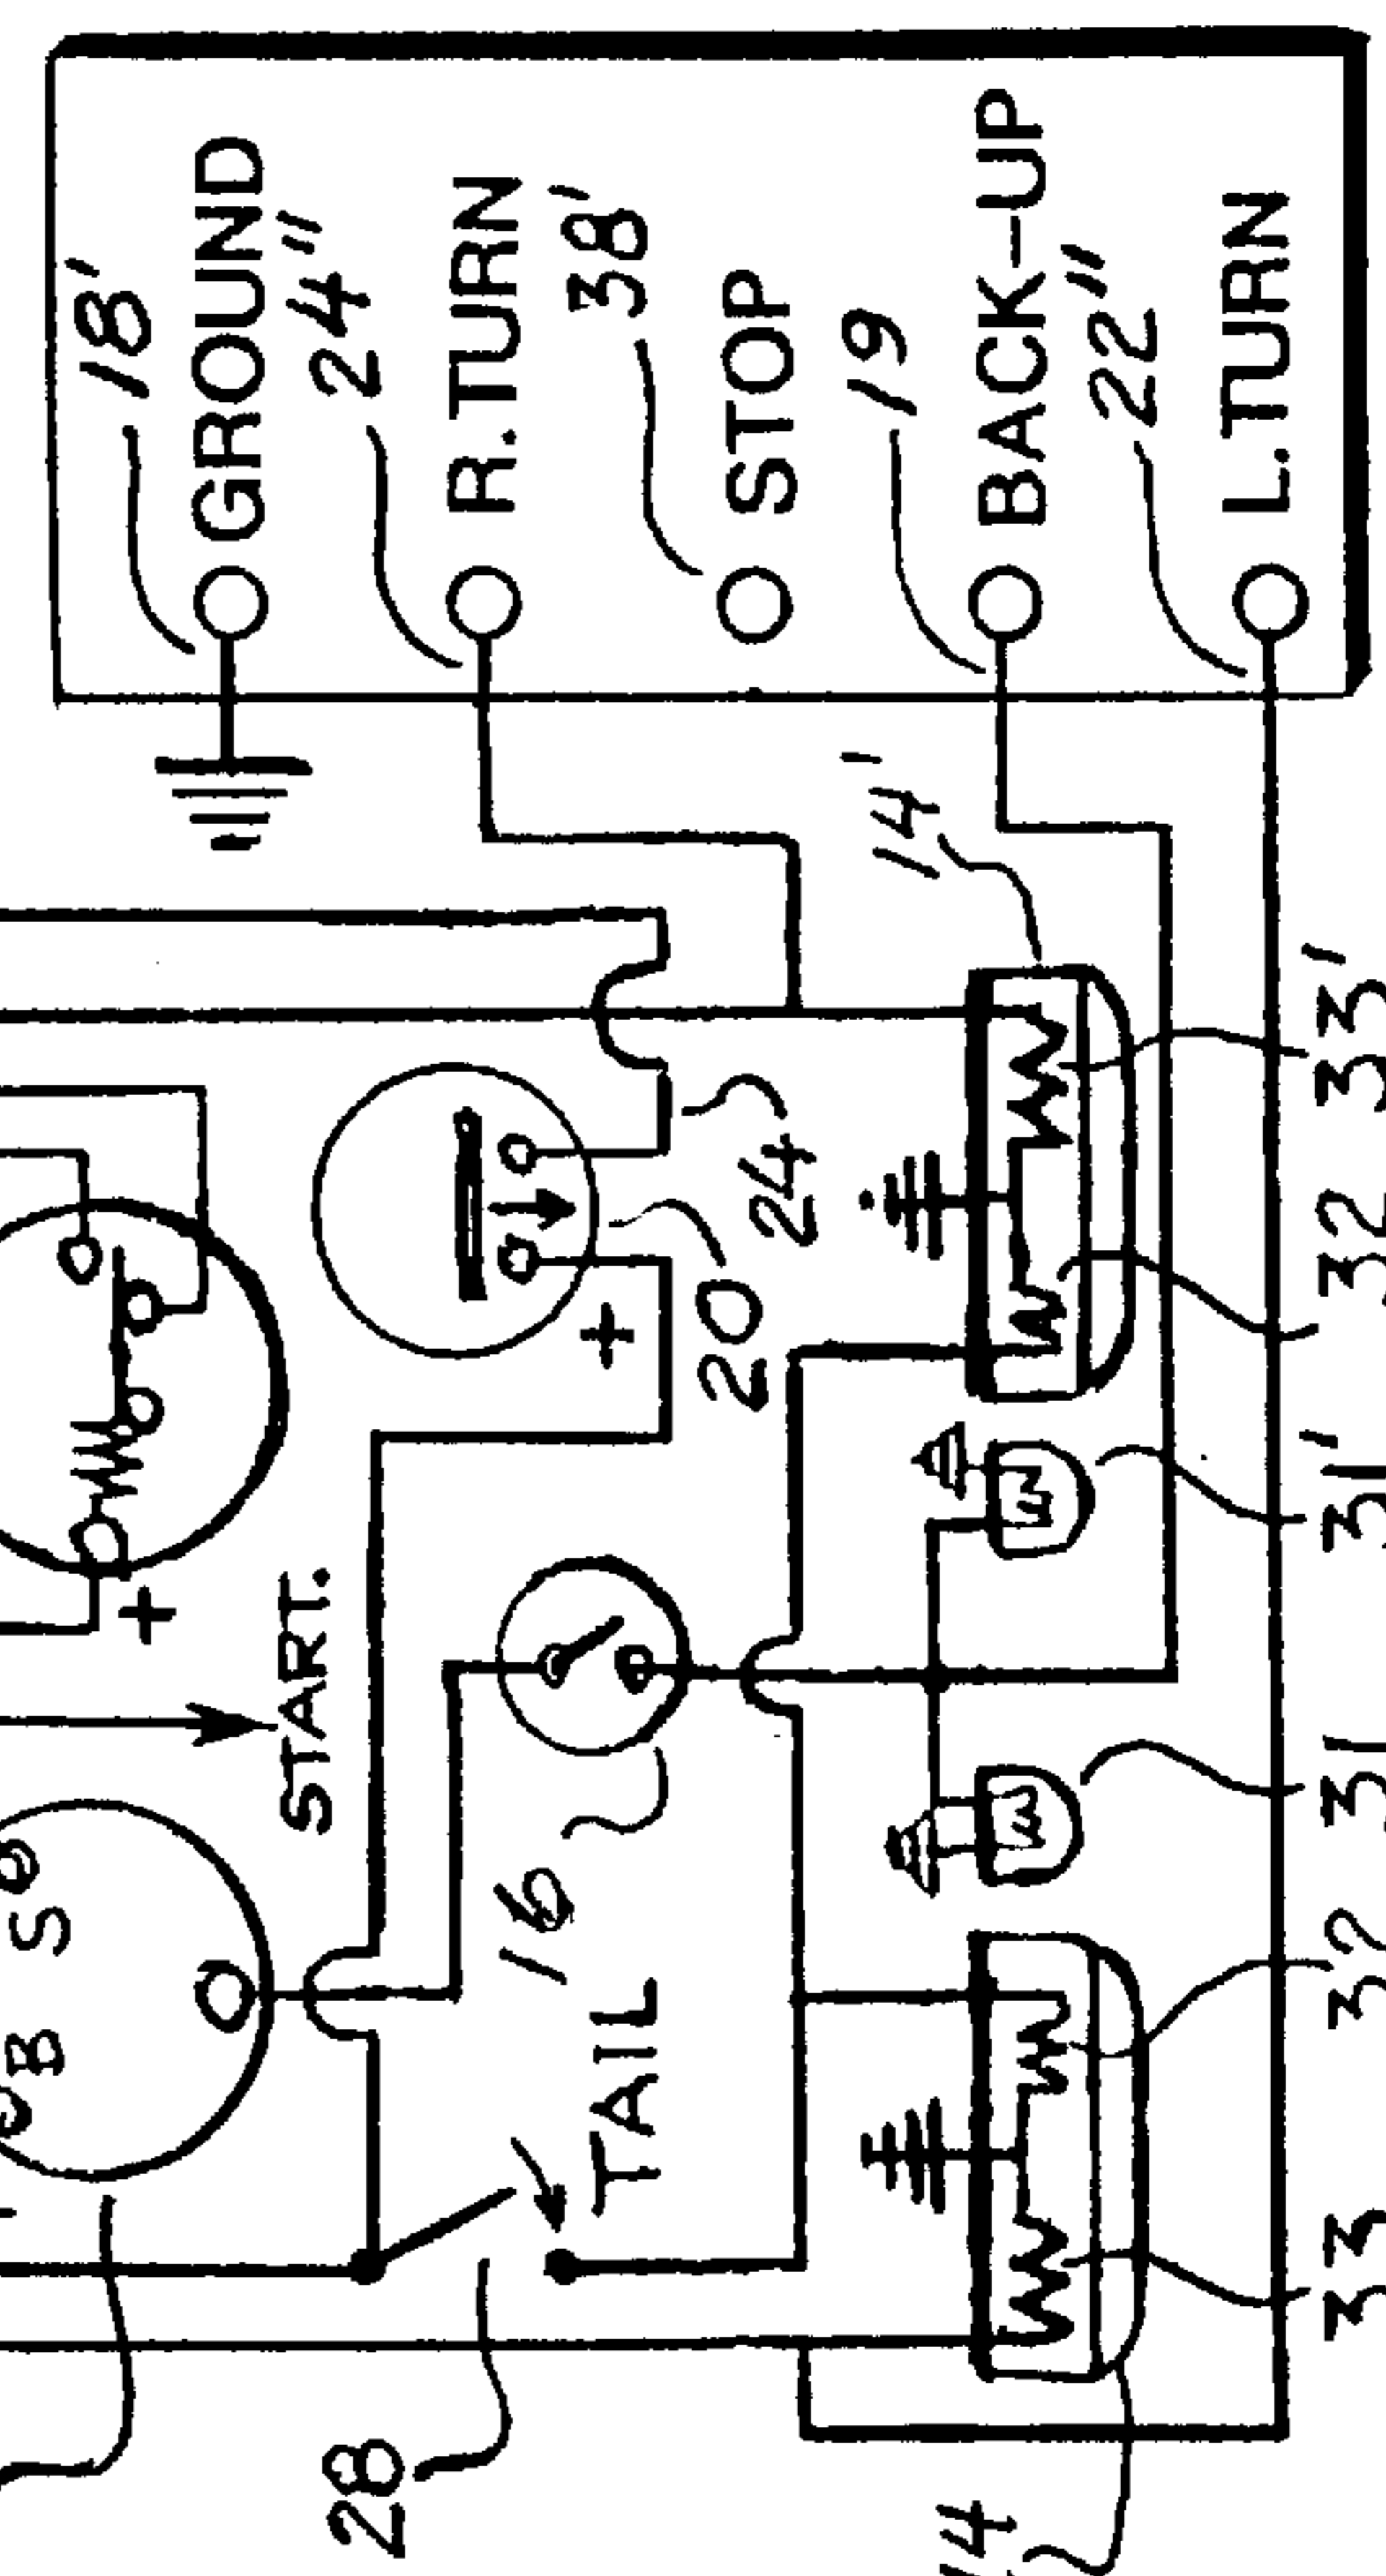 18'
GROUND
24"
R.TURN
38'
STOP
19
BACK-UP
22"
L.TURN
14'
33'
24
32
20
+
31'
+
START.
31
16
S
32
B
TAIL
33
28